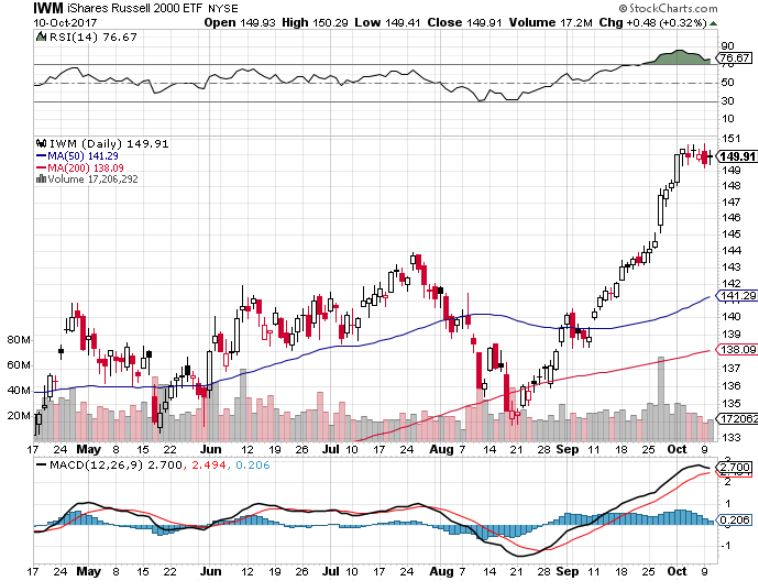 IWM iShares Russell 2000 ETF NYSE © StockCharts.com
10-Oct-2017 Open 149.93 High 150.29 Low 149.41 Close 149.91 Volume 17.2M Chg +0.48 (+0.32%)
RSI(14) 76.67
90
76.67
70
50
30
10
IWM (Daily) 149.91
MA(50) 141.29
MA(200) 138.09
Volume 17,206,292
151
149.91
149
148
147
146
145
144
143
142
141.29
140
139
138.09
137
136
135
133
80M
60M
40M
20M
172062
17 24 May 8 15 22 Jun 12 19 26 Jul 10 17 24 Aug 7 14 21 28 Sep 11 18 25 Oct 9
MACD(12,26,9) 2.700, 2.494, 0.206
2.700
2
1
0.206
-1
17 24 May 8 15 22 Jun 12 19 26 Jul 10 17 24 Aug 7 14 21 28 Sep 11 18 25 Oct 9